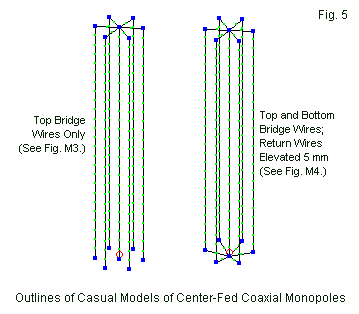 Fig. 5
Top Bridge
Wires Only
(See Fig. M3.)
Top and Bottom
Bridge Wires;
Return Wires
Elevated 5 mm
(See Fig. M4.)
Outlines of Casual Models of Center-Fed Coaxial Monopoles